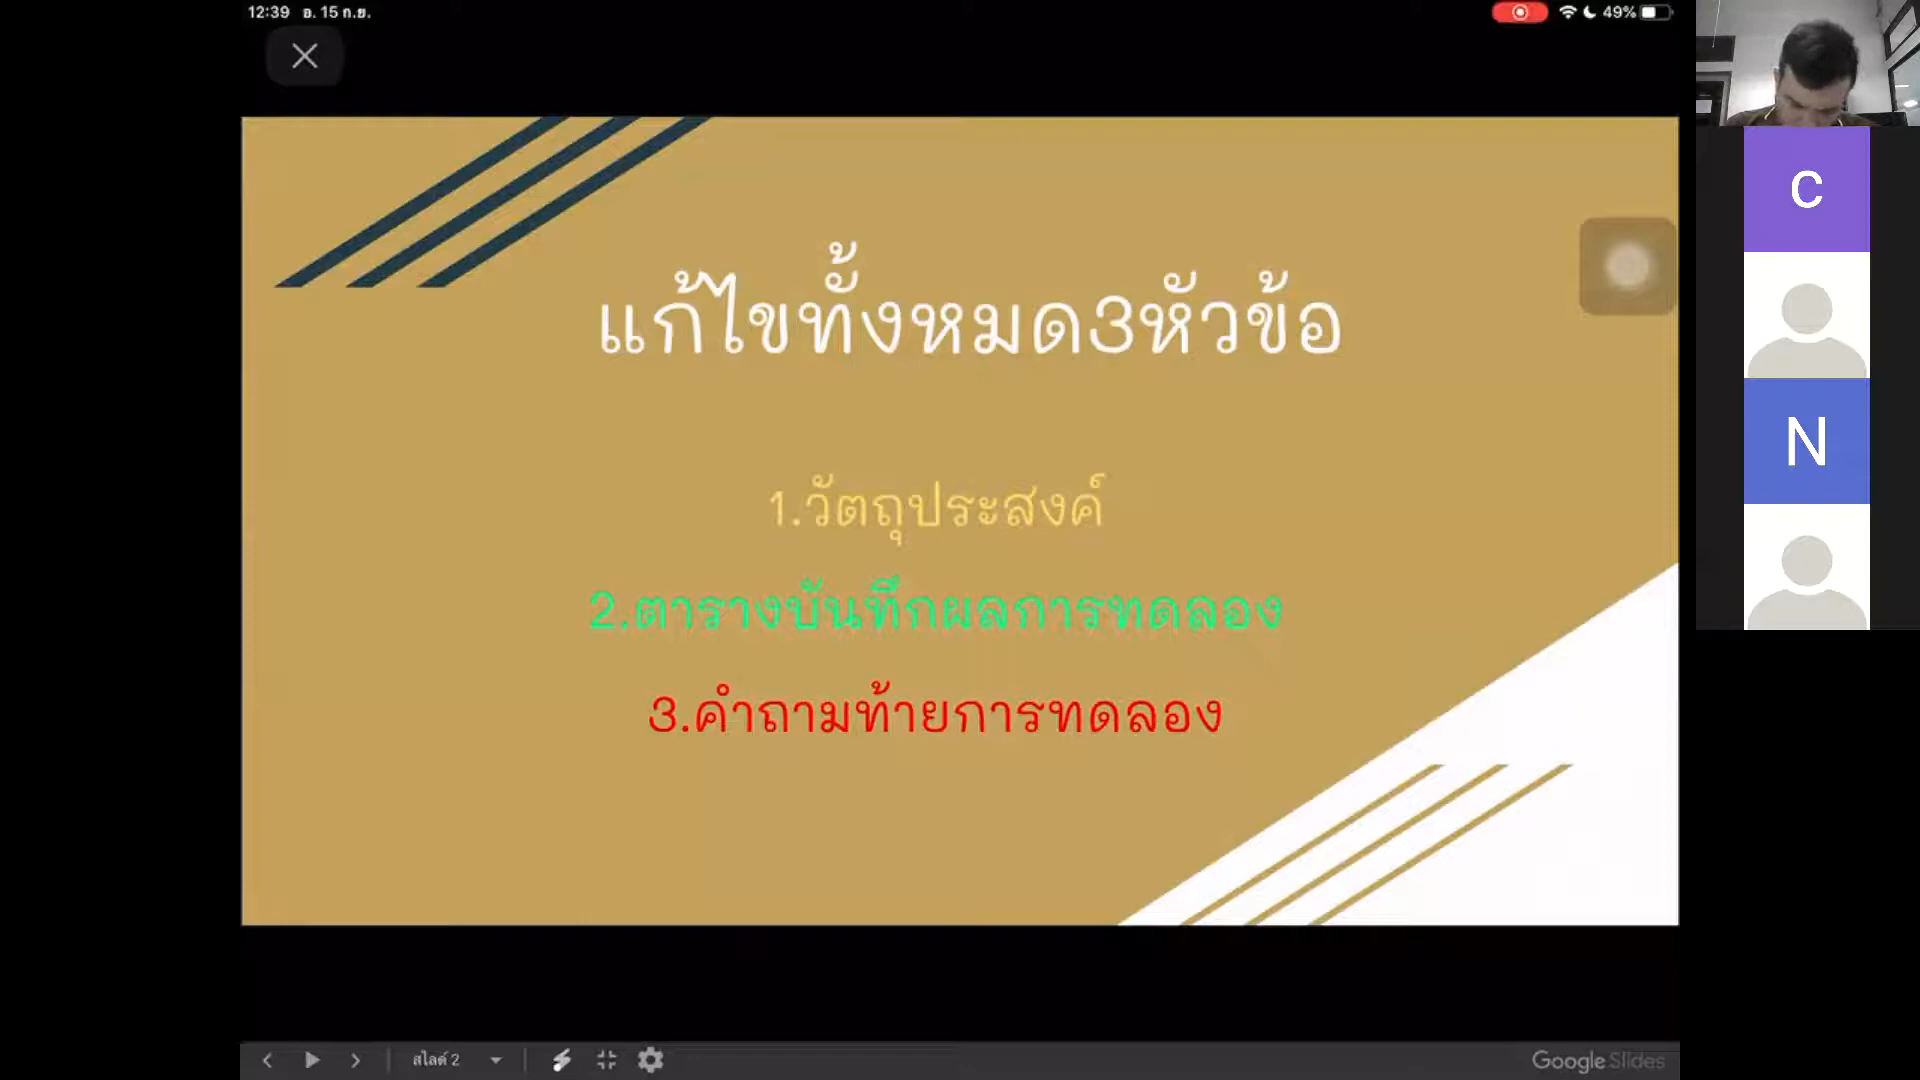 12:39 อ. 15 ก.ย.
49%
C
แก้ไขทั้งหมด3หัวข้อ
N
1.วัตถุประสงค์
2.ตารางบันทึกผลการทดลอง
3.คำถามท้ายการทดลอง
สไลด์ 2
Google Slides